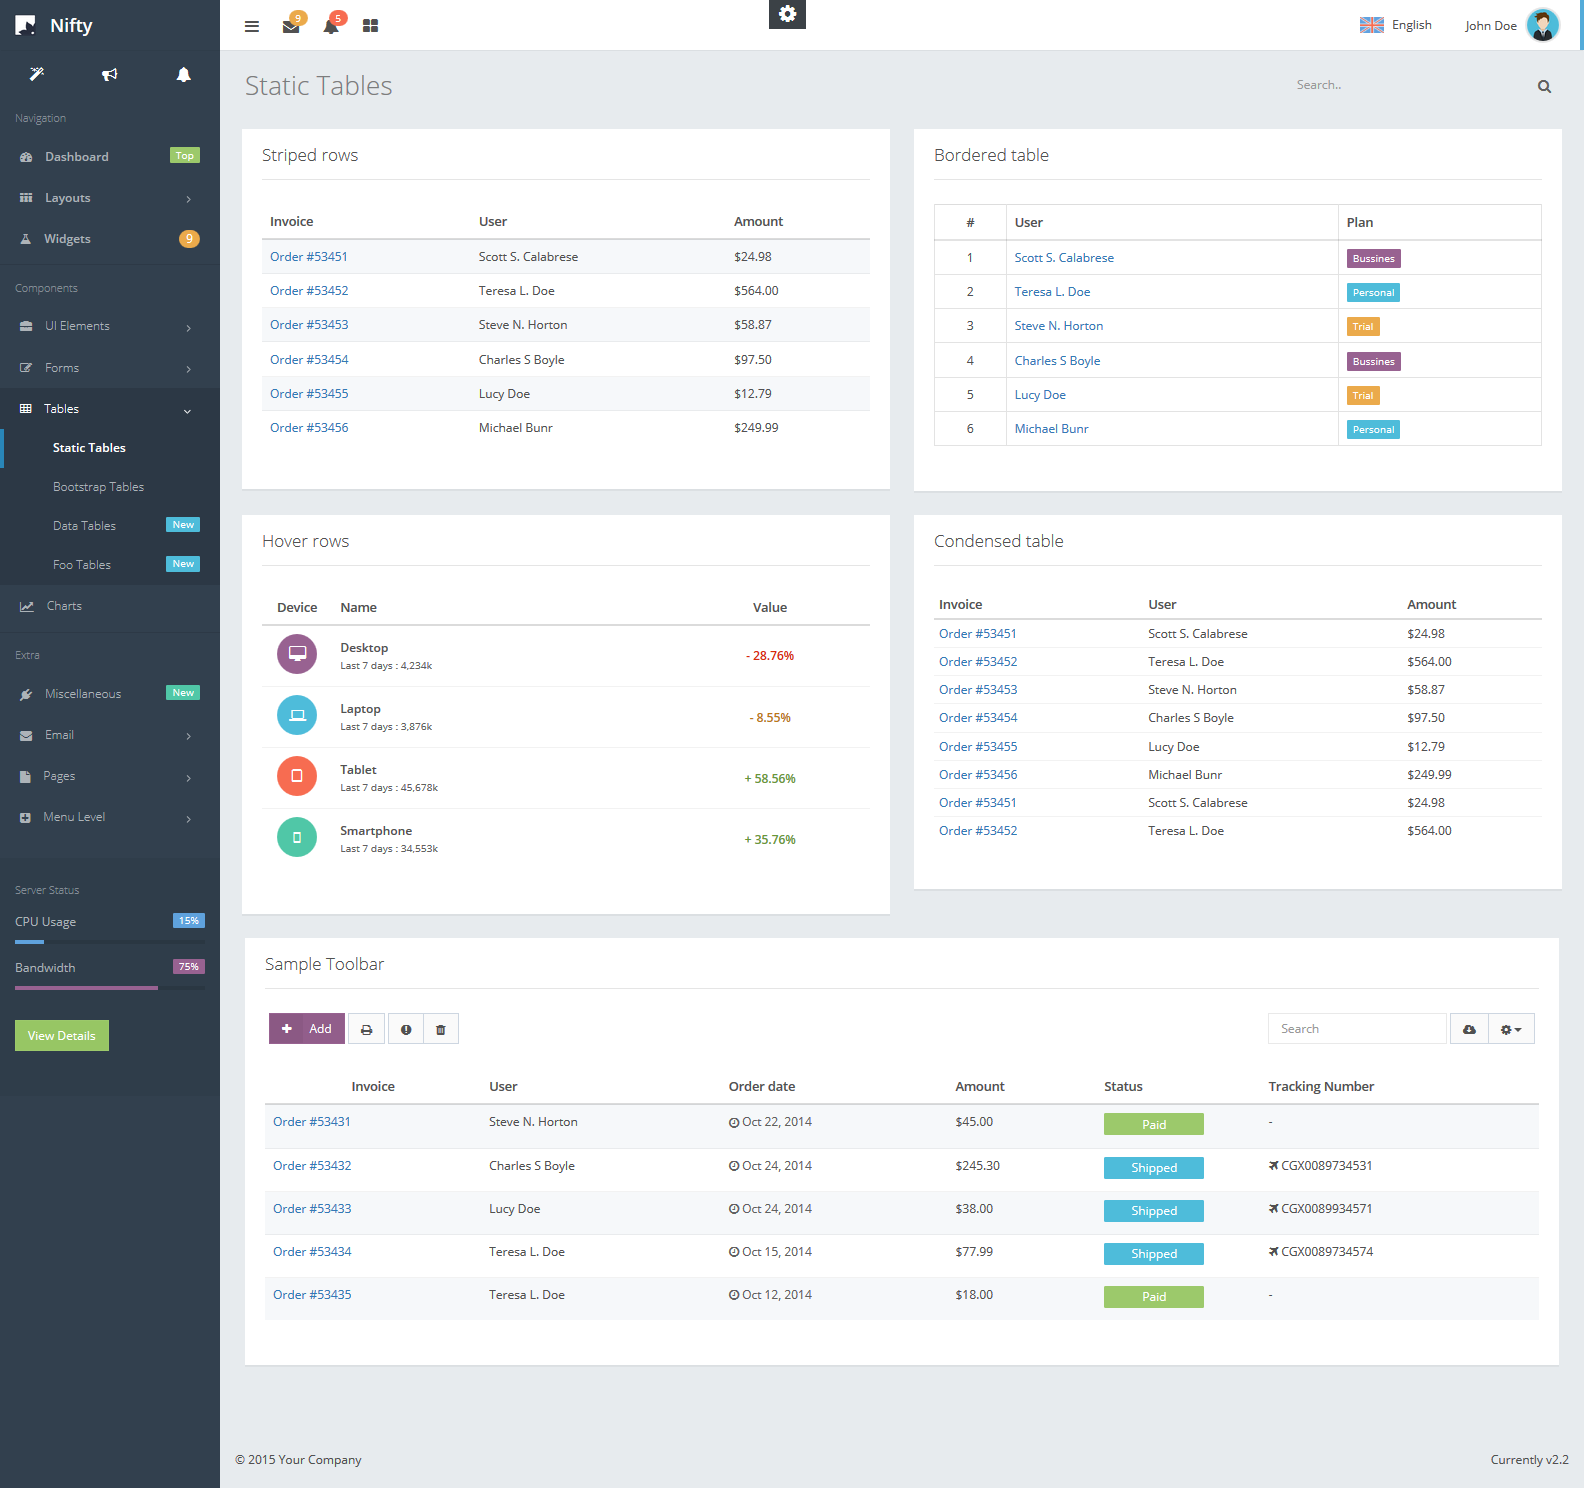 Nifty
9
5
English
John Doe
Static Tables
Search..
Navigation
Dashboard
Top
Layouts
Widgets
9
Components
UI Elements
Forms
Tables
Static Tables
Bootstrap Tables
Data Tables
New
Foo Tables
New
Charts
Extra
Miscellaneous
New
Email
Pages
Menu Level
Server Status
CPU Usage
15%
Bandwidth
75%
View Details
Striped rows
Invoice User Amount
Order #53451 Scott S. Calabrese $24.98
Order #53452 Teresa L. Doe $564.00
Order #53453 Steve N. Horton $58.87
Order #53454 Charles S Boyle $97.50
Order #53455 Lucy Doe $12.79
Order #53456 Michael Bunr $249.99
Bordered table
# User Plan
1 Scott S. Calabrese Bussines
2 Teresa L. Doe Personal
3 Steve N. Horton Trial
4 Charles S Boyle Bussines
5 Lucy Doe Trial
6 Michael Bunr Personal
Hover rows
Device Name Value
Desktop
Last 7 days : 4,234k
- 28.76%
Laptop
Last 7 days : 3,876k
- 8.55%
Tablet
Last 7 days : 45,678k
+ 58.56%
Smartphone
Last 7 days : 34,553k
+ 35.76%
Condensed table
Invoice User Amount
Order #53451 Scott S. Calabrese $24.98
Order #53452 Teresa L. Doe $564.00
Order #53453 Steve N. Horton $58.87
Order #53454 Charles S Boyle $97.50
Order #53455 Lucy Doe $12.79
Order #53456 Michael Bunr $249.99
Order #53451 Scott S. Calabrese $24.98
Order #53452 Teresa L. Doe $564.00
Sample Toolbar
Add
Search
Invoice User Order date Amount Status Tracking Number
Order #53431 Steve N. Horton Oct 22, 2014 $45.00 Paid -
Order #53432 Charles S Boyle Oct 24, 2014 $245.30 Shipped CGX0089734531
Order #53433 Lucy Doe Oct 24, 2014 $38.00 Shipped CGX0089934571
Order #53434 Teresa L. Doe Oct 15, 2014 $77.99 Shipped CGX0089734574
Order #53435 Teresa L. Doe Oct 12, 2014 $18.00 Paid -
© 2015 Your Company
Currently v2.2